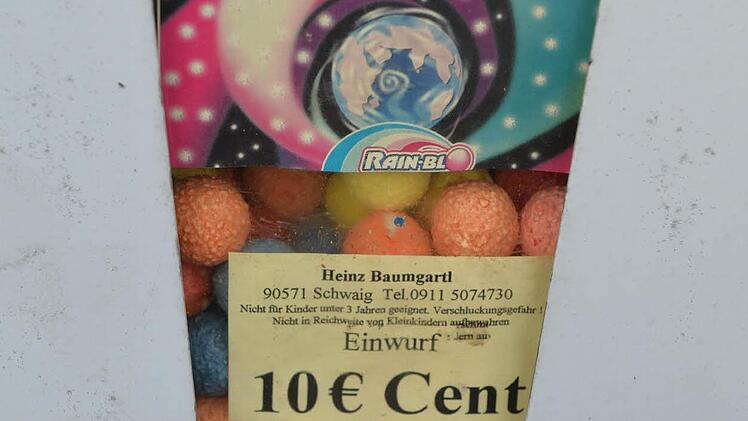 RAIN-BL
Heinz Baumgartl
90571 Schwaig Tel.0911 5074730
Nicht für Kinder unter 3 Jahren geeignet. Verschluckungsgefahr !
Nicht in Reichweite von Kleinkindern aufbewahren
Einwurf
10 € Cent